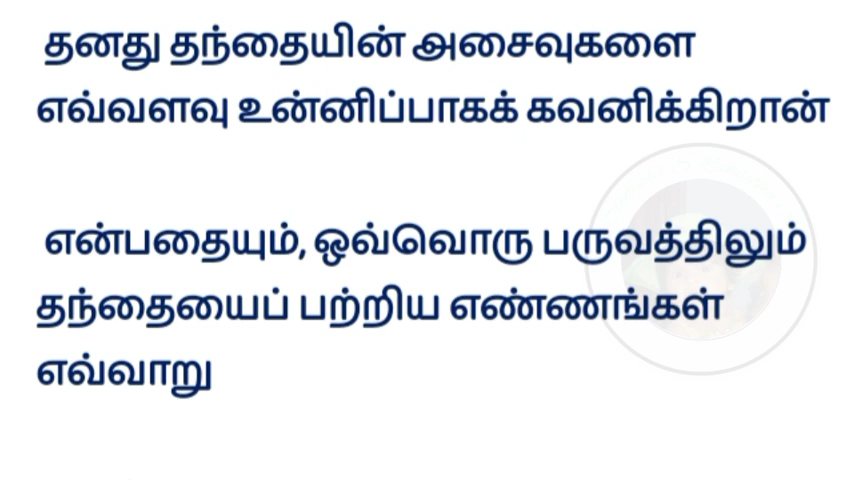 தனது தந்தையின் அசைவுகளை
எவ்வளவு உன்னிப்பாகக் கவனிக்கிறான்
என்பதையும், ஒவ்வொரு பருவத்திலும்
தந்தையைப் பற்றிய எண்ணங்கள்
எவ்வாறு